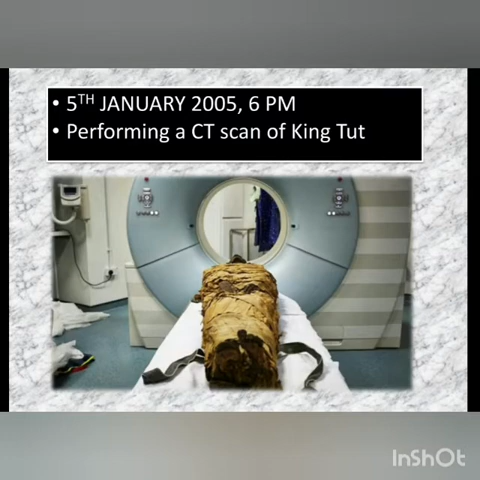 • 5TH JANUARY 2005, 6 PM
• Performing a CT scan of King Tut
InShOt